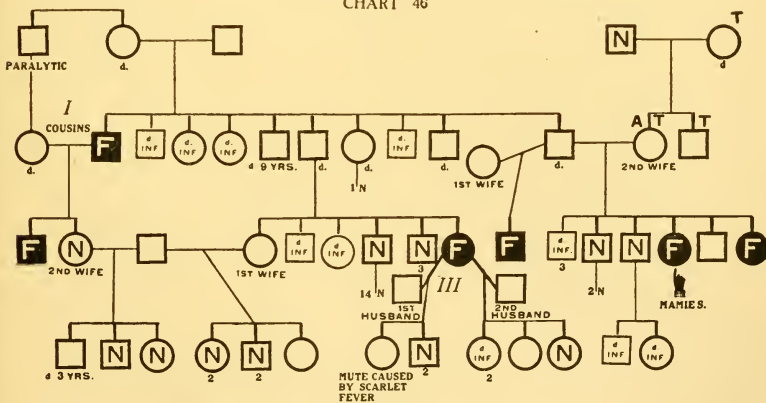 CHART 46
T
N
PARALYTIC
d.
d
I
COUSINS
A T T
d. F d INF d. INF d. INF d 9 YRS. d. d. d INF d. d.
1 N
1ST WIFE
2ND WIFE
F N
2ND WIFE
1ST WIFE
d INF d INF N N F F d INF. N N F F
3 3
14 N
III
1ST HUSBAND
2ND HUSBAND
2 N
MAMIE S.
d 3 YRS.
N N N N N d INF N d INF d INF
2 2 2 2
MUTE CAUSED
BY SCARLET
FEVER